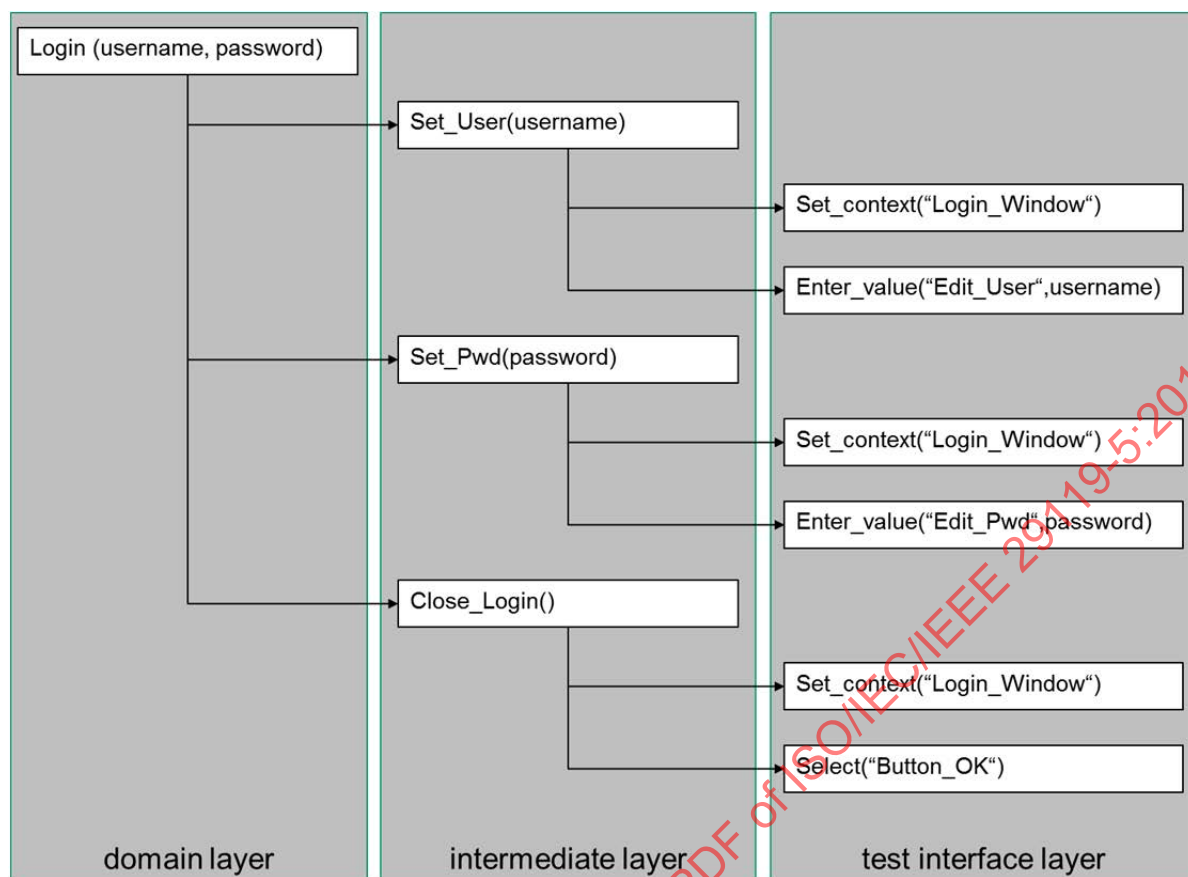 Login (username, password)
Set_User(username)
Set_context(“Login_Window“)
Enter_value(“Edit_User“,username)
Set_Pwd(password)
Set_context(“Login_Window“)
Enter_value(“Edit_Pwd“,password)
Close_Login()
Set_context(“Login_Window“)
Select(“Button_OK“)
domain layer
intermediate layer
test interface layer
PDF of ISO/IEC/IEEE 29119-5:201